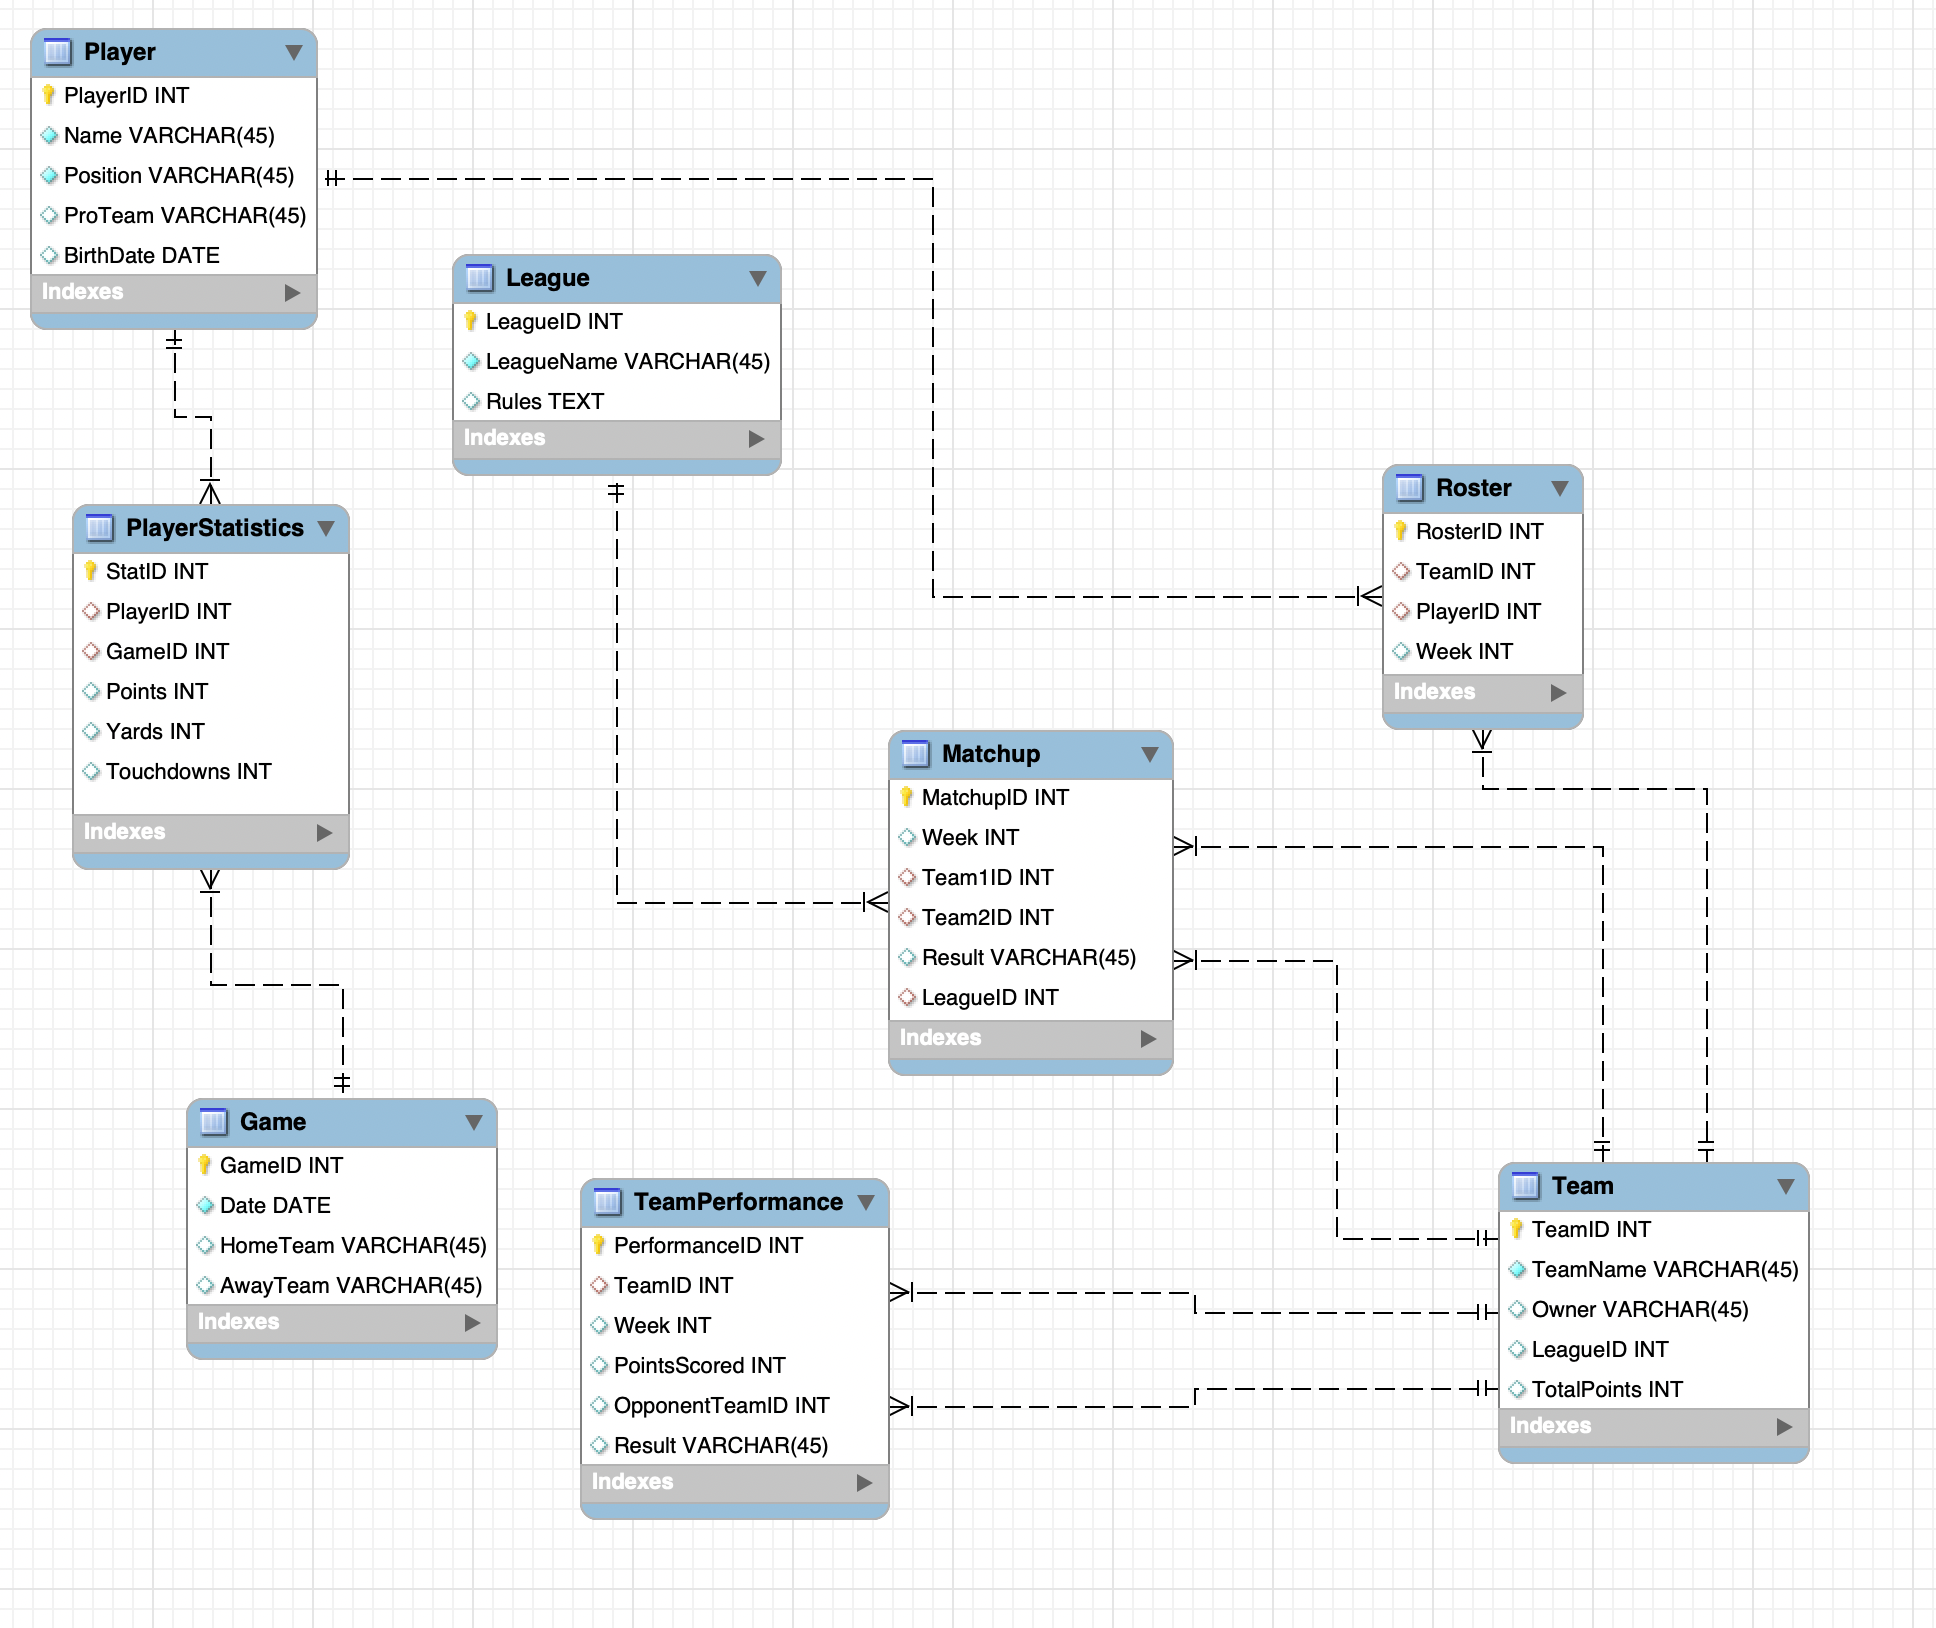 Player
PlayerID INT
Name VARCHAR(45)
Position VARCHAR(45)
ProTeam VARCHAR(45)
BirthDate DATE
Indexes
League
LeagueID INT
LeagueName VARCHAR(45)
Rules TEXT
Indexes
Roster
RosterID INT
TeamID INT
PlayerID INT
Week INT
Indexes
PlayerStatistics
StatID INT
PlayerID INT
GameID INT
Points INT
Yards INT
Touchdowns INT
Indexes
Matchup
MatchupID INT
Week INT
Team1ID INT
Team2ID INT
Result VARCHAR(45)
LeagueID INT
Indexes
Game
GameID INT
Date DATE
HomeTeam VARCHAR(45)
AwayTeam VARCHAR(45)
Indexes
TeamPerformance
PerformanceID INT
TeamID INT
Week INT
PointsScored INT
OpponentTeamID INT
Result VARCHAR(45)
Indexes
Team
TeamID INT
TeamName VARCHAR(45)
Owner VARCHAR(45)
LeagueID INT
TotalPoints INT
Indexes